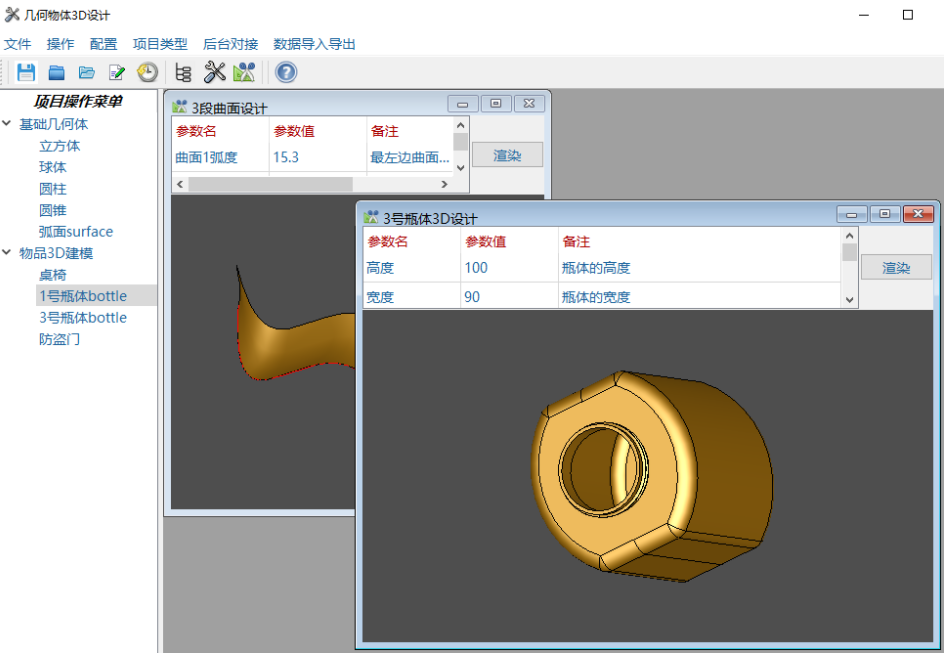 几何物体3D设计
文件 操作 配置 项目类型 后台对接 数据导入导出
项目操作菜单
基础几何体
立方体
球体
圆柱
圆锥
弧面surface
物品3D建模
桌椅
1号瓶体bottle
3号瓶体bottle
防盗门
3段曲面设计
参数名 参数值 备注
曲面1弧度 15.3 最左边曲面...
渲染
3号瓶体3D设计
参数名 参数值 备注
高度 100 瓶体的高度
宽度 90 瓶体的宽度
渲染